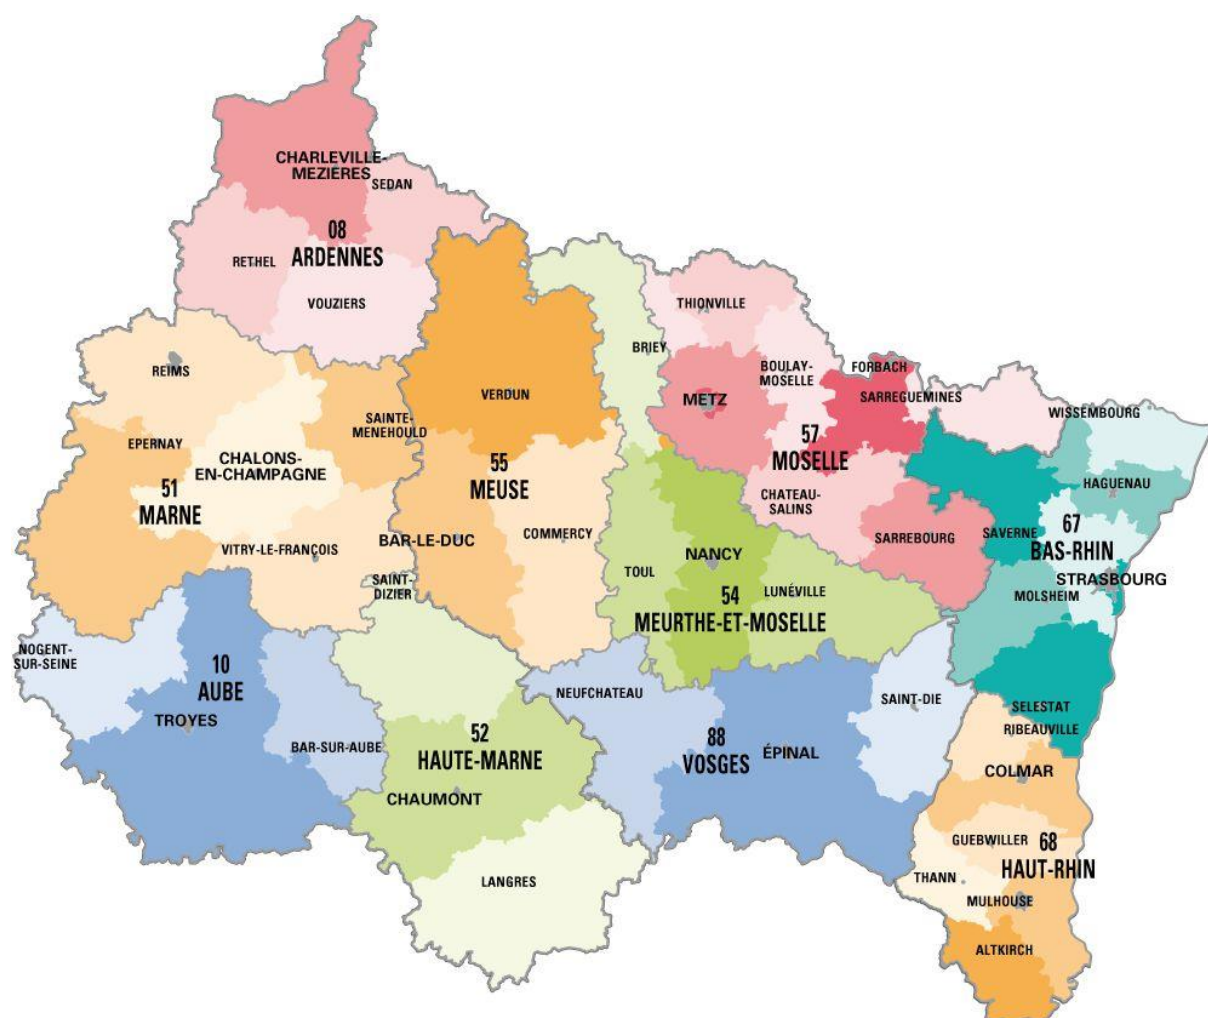 CHARLEVILLE-
MEZIÈRES
SEDAN
08
ARDENNES
RETHEL
VOUZIERS
REIMS
EPERNAY
SAINTE-
MENEHOULD
CHALONS-
EN-CHAMPAGNE
51
MARNE
VITRY-LE-FRANÇOIS
VERDUN
55
MEUSE
BAR-LE-DUC
COMMERCY
SAINT-
DIZIER
BRIEY
TOUL
NANCY
54
MEURTHE-ET-MOSELLE
LUNÉVILLE
THIONVILLE
METZ
BOULAY-
MOSELLE
FORBACH
SARREGUEMINES
57
MOSELLE
CHATEAU-
SALINS
SARREBOURG
WISSEMBOURG
HAGUENAU
67
BAS-RHIN
SAVERNE
STRASBOURG
MOLSHEIM
SELESTAT
NOGENT-
SUR-SEINE
10
AUBE
TROYES
BAR-SUR-AUBE
52
HAUTE-MARNE
CHAUMONT
LANGRES
NEUFCHATEAU
88
VOSGES
ÉPINAL
SAINT-DIE
RIBEAUVILLE
COLMAR
GUEBWILLER
68
HAUT-RHIN
THANN
MULHOUSE
ALTKIRCH